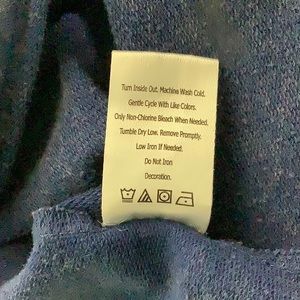 Turn Inside Out. Machine Wash Cold.
Gentle Cycle With Like Colors.
Only Non-Chlorine Bleach When Needed.
Tumble Dry Low. Remove Promptly.
Low Iron If Needed.
Do Not Iron
Decoration.